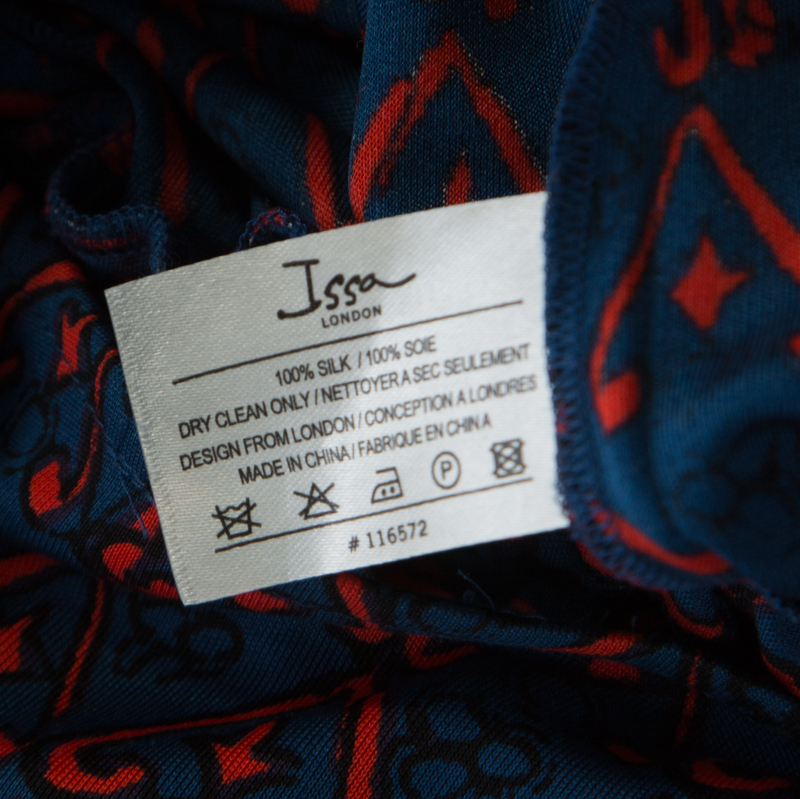 Issa
LONDON
100% SILK / 100% SOIE
DRY CLEAN ONLY / NETTOYER A SEC SEULEMENT
DESIGN FROM LONDON / CONCEPTION A LONDRES
MADE IN CHINA / FABRIQUE EN CHINA
P
# 116572